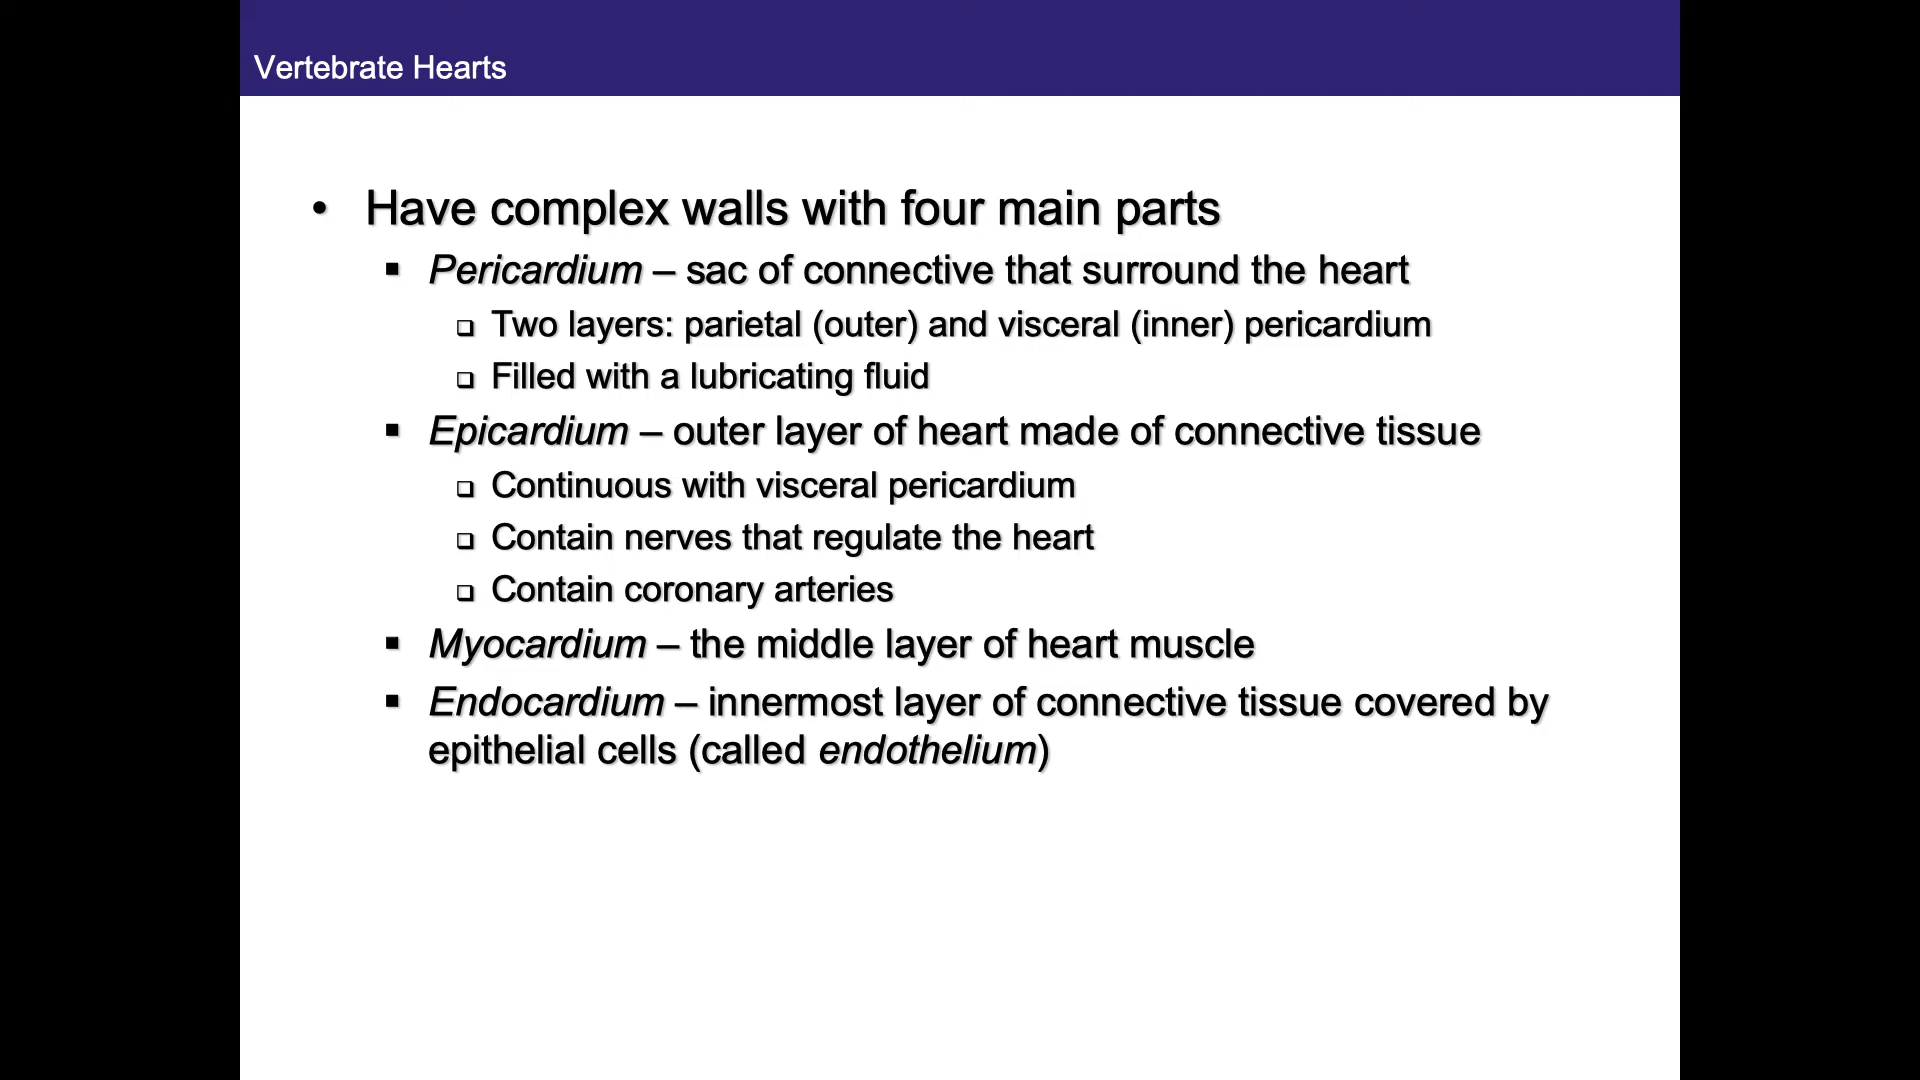 Vertebrate Hearts
• Have complex walls with four main parts
▪ Pericardium – sac of connective that surround the heart
❑ Two layers: parietal (outer) and visceral (inner) pericardium
❑ Filled with a lubricating fluid
▪ Epicardium – outer layer of heart made of connective tissue
❑ Continuous with visceral pericardium
❑ Contain nerves that regulate the heart
❑ Contain coronary arteries
▪ Myocardium – the middle layer of heart muscle
▪ Endocardium – innermost layer of connective tissue covered by
epithelial cells (called endothelium)